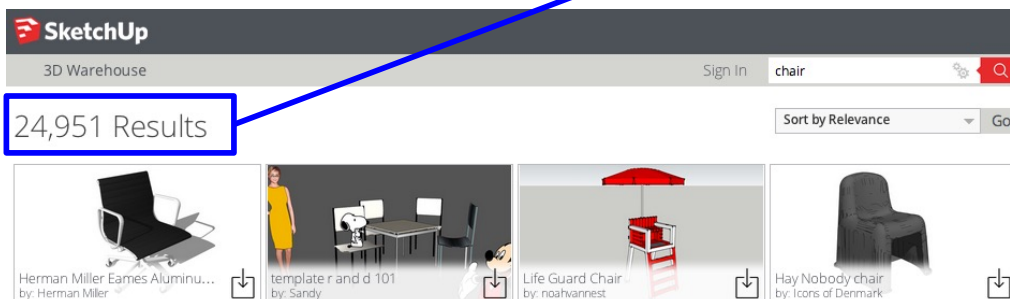 SketchUp
3D Warehouse
Sign In
chair
24,951 Results
Sort by Relevance
Go
Herman Miller Eames Aluminu...
by: Herman Miller
template r and d 101
by: Sandy
Life Guard Chair
by: noahvannest
Hay Nobody chair
by: Icons of Denmark